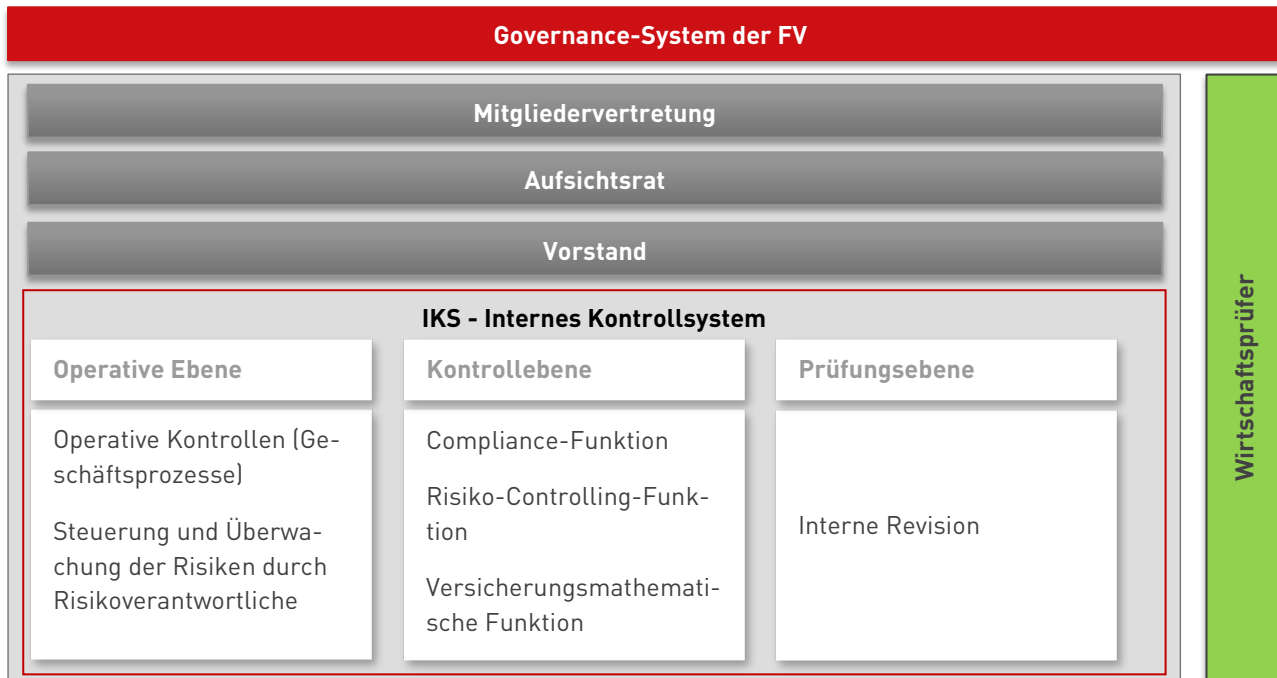 Governance-System der FV
Mitgliedervertretung
Aufsichtsrat
Vorstand
IKS - Internes Kontrollsystem
Operative Ebene
Operative Kontrollen (Ge-
schäftsprozesse)
Steuerung und Überwa-
chung der Risiken durch
Risikoverantwortliche
Kontrollebene
Compliance-Funktion
Risiko-Controlling-Funk-
tion
Versicherungsmathemati-
sche Funktion
Prüfungsebene
Interne Revision
Wirtschaftsprüfer